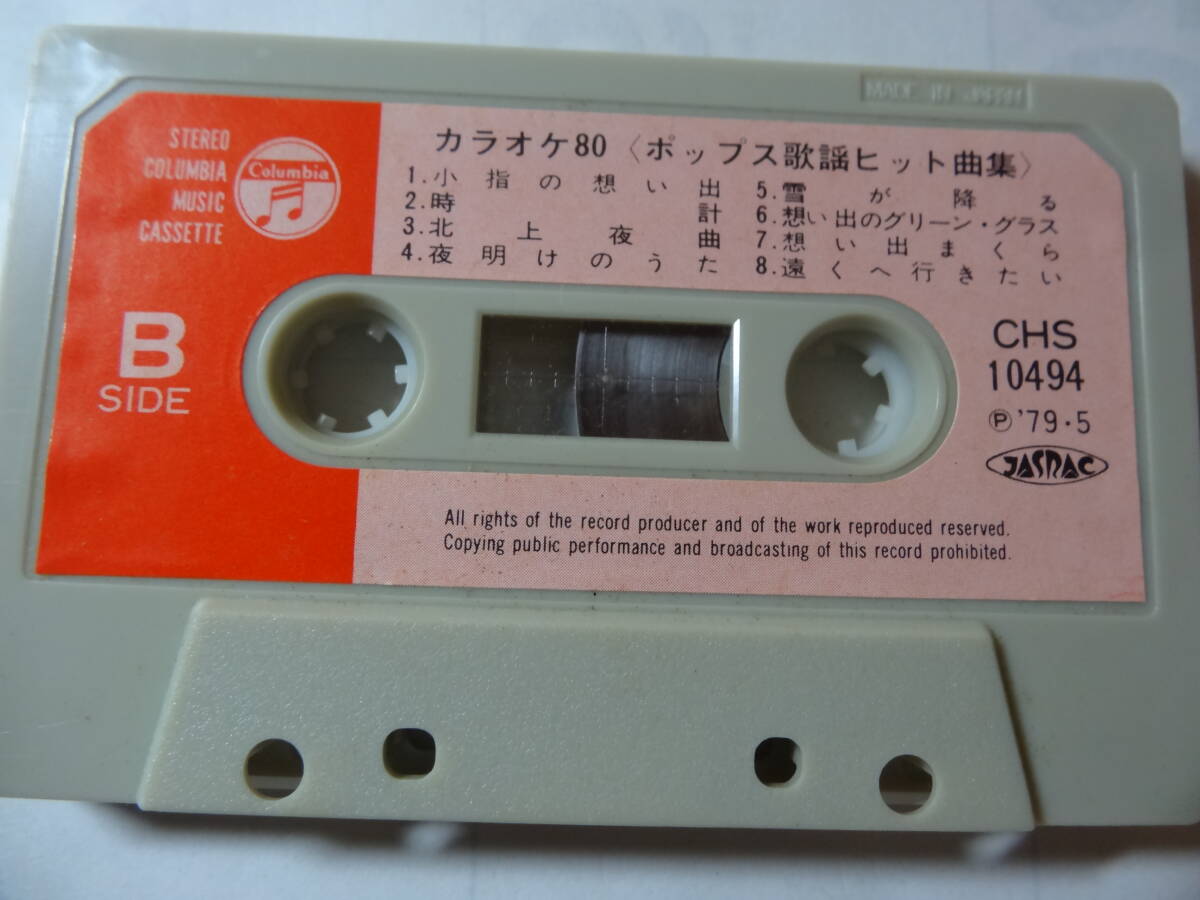 MADE IN JAPAN
STEREO
COLUMBIA
MUSIC
CASSETTE
Columbia
カラオケ80〈ポップス歌謡ヒット曲集〉
1.小指の想い出
2.時計
3.北上夜曲
4.夜明けのうた
5.雪が降る
6.想い出のグリーン・グラス
7.想い出まくら
8.遠くへ行きたい
B
SIDE
CHS
10494
Ⓟ'79・5
JASRAC
All rights of the record producer and of the work reproduced reserved.
Copying public performance and broadcasting of this record prohibited.